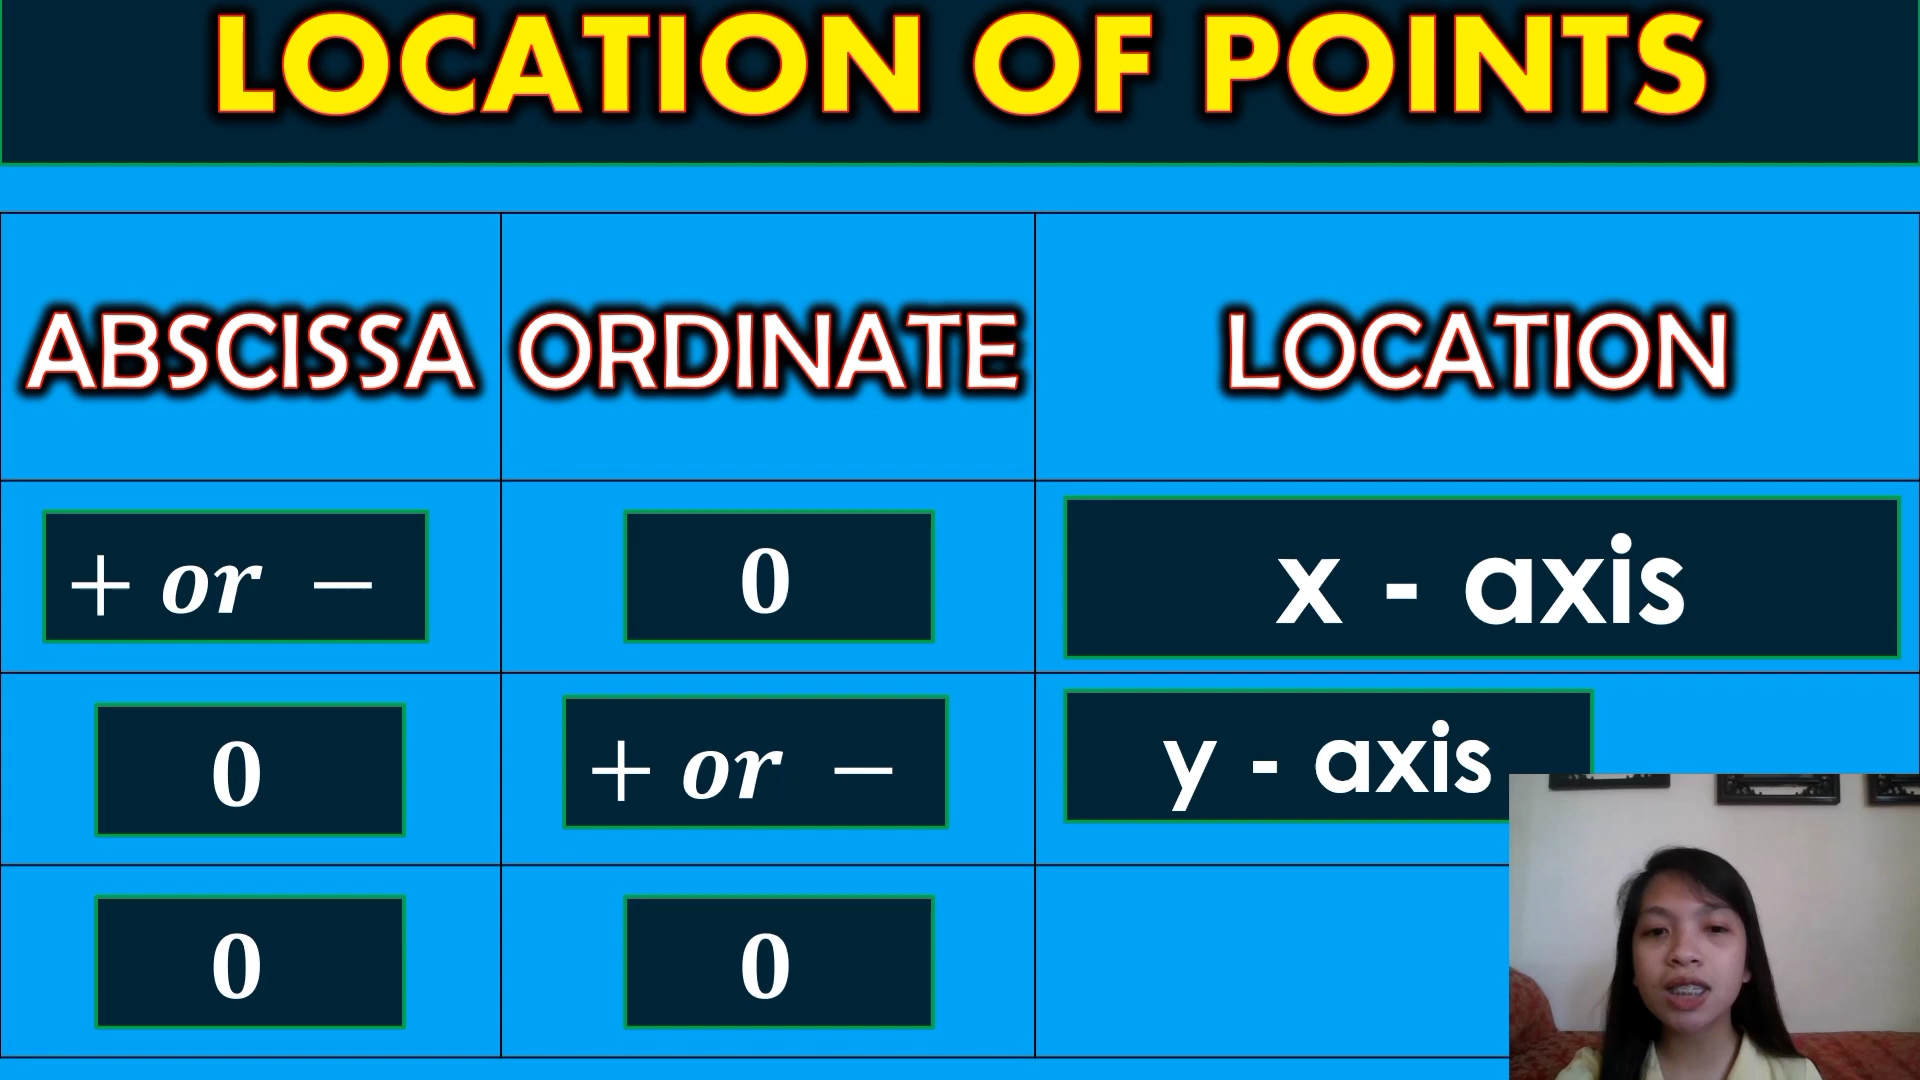 LOCATION OF POINTS
ABSCISSA ORDINATE LOCATION
+ or − 0 x - axis
0 + or − y - axis
0 0